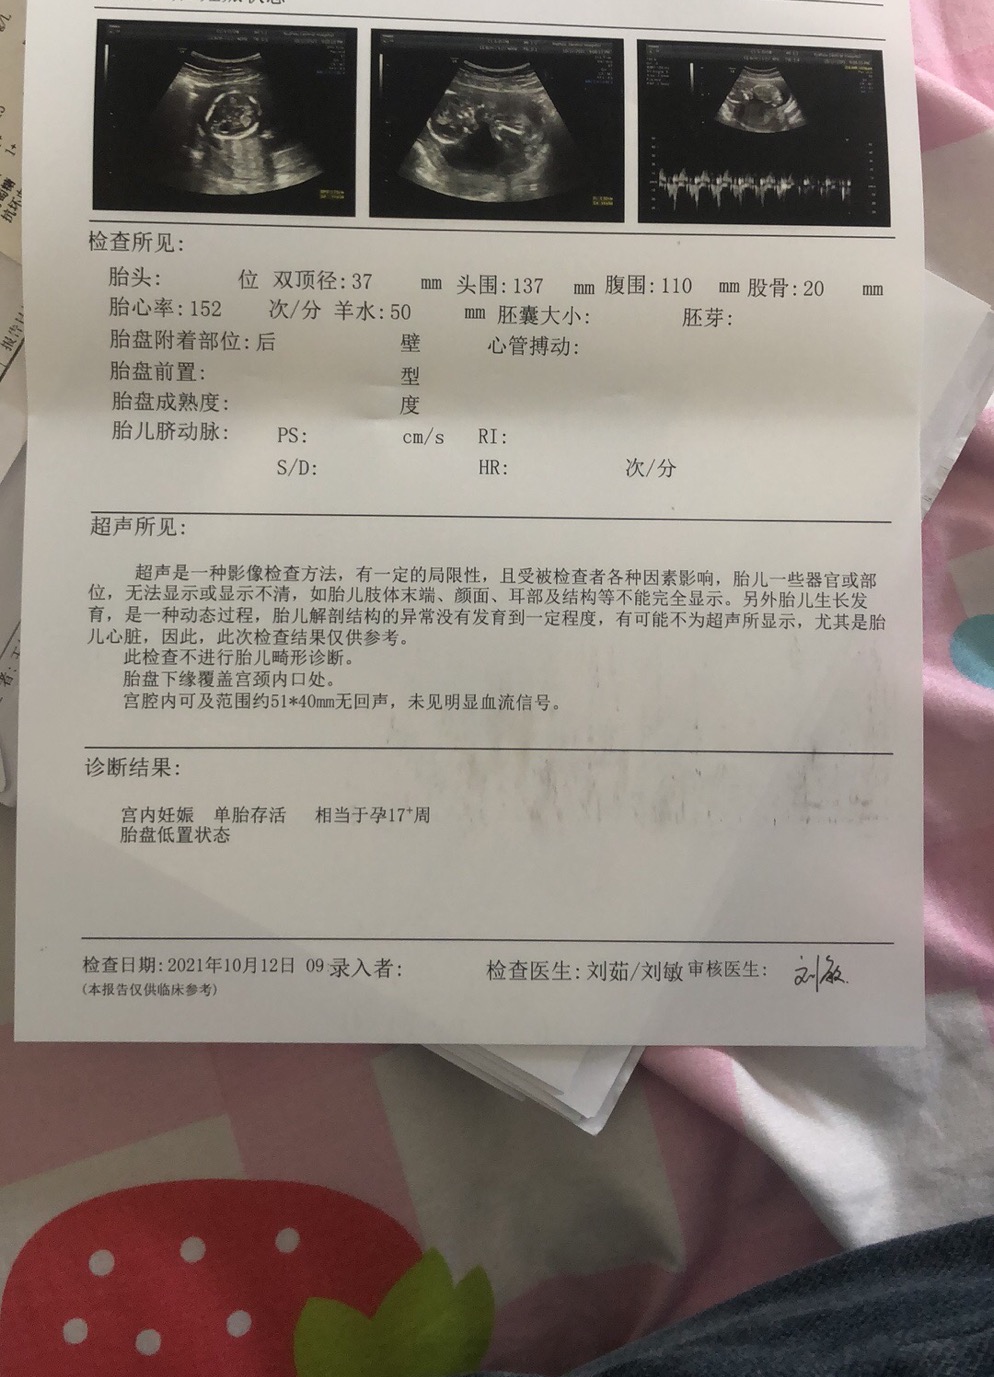 检查所见:
胎头: 位 双顶径:37 mm 头围:137 mm 腹围:110 mm 股骨:20 mm
胎心率:152 次/分 羊水:50 mm 胚囊大小: 胚芽:
胎盘附着部位:后 壁 心管搏动:
胎盘前置: 型
胎盘成熟度: 度
胎儿脐动脉: PS: cm/s RI:
S/D: HR: 次/分
超声所见:
超声是一种影像检查方法，有一定的局限性，且受被检查者各种因素影响，胎儿一些器官或部
位，无法显示或显示不清，如胎儿肢体末端、颜面、耳部及结构等不能完全显示。另外胎儿生长发
育，是一种动态过程，胎儿解剖结构的异常没有发育到一定程度，有可能不为超声所显示，尤其是胎
儿心脏，因此，此次检查结果仅供参考。
此检查不进行胎儿畸形诊断。
胎盘下缘覆盖宫颈内口处。
宫腔内可及范围约51*40mm无回声，未见明显血流信号。
诊断结果:
宫内妊娠 单胎存活 相当于孕17⁺周
胎盘低置状态
检查日期:2021年10月12日 09 录入者: 检查医生:刘茹/刘敏 审核医生: 刘敏
(本报告仅供临床参考)